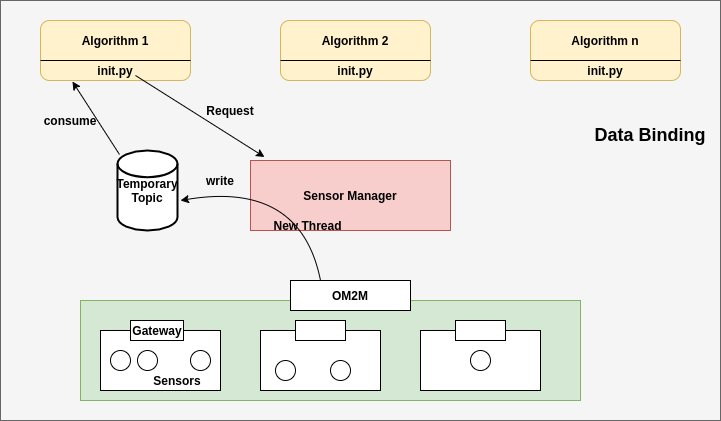 Algorithm 1
init.py
Algorithm 2
init.py
Algorithm n
init.py
consume
Request
Data Binding
Temporary
Topic
write
Sensor Manager
New Thread
OM2M
Gateway
Sensors